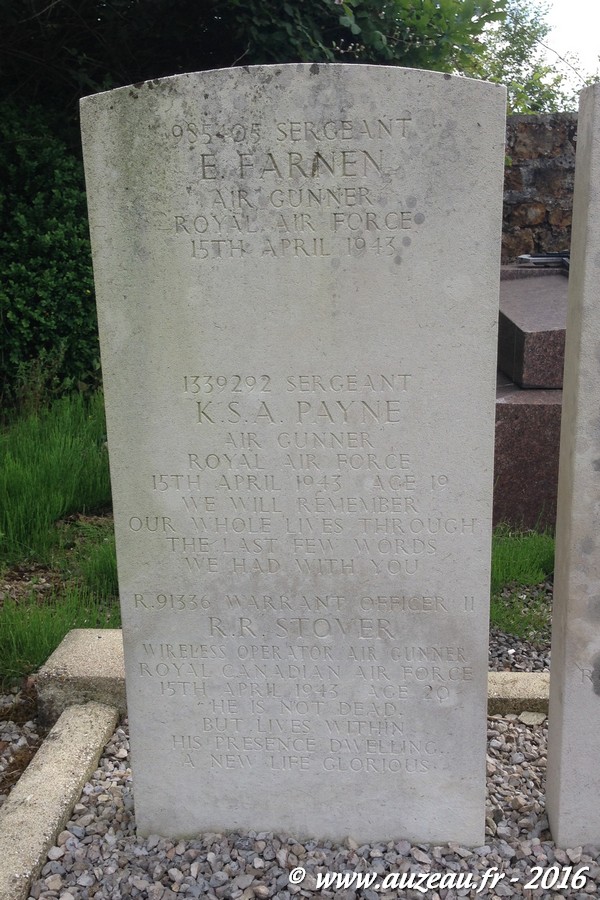 985405 SERGEANT
E. FARNEN
AIR GUNNER
ROYAL AIR FORCE
15TH APRIL 1943
1339292 SERGEANT
K.S.A. PAYNE
AIR GUNNER
ROYAL AIR FORCE
15TH APRIL 1943 AGE 19
WE WILL REMEMBER
OUR WHOLE LIVES THROUGH
THE LAST FEW WORDS
WE HAD WITH YOU
R.91336 WARRANT OFFICER II
R.R. STOVER
WIRELESS OPERATOR AIR GUNNER
ROYAL CANADIAN AIR FORCE
15TH APRIL 1943 AGE 20
"HE IS NOT DEAD,
BUT LIVES WITHIN
HIS PRESENCE DWELLING..
A NEW LIFE GLORIOUS"
© www.auzeau.fr - 2016 ©